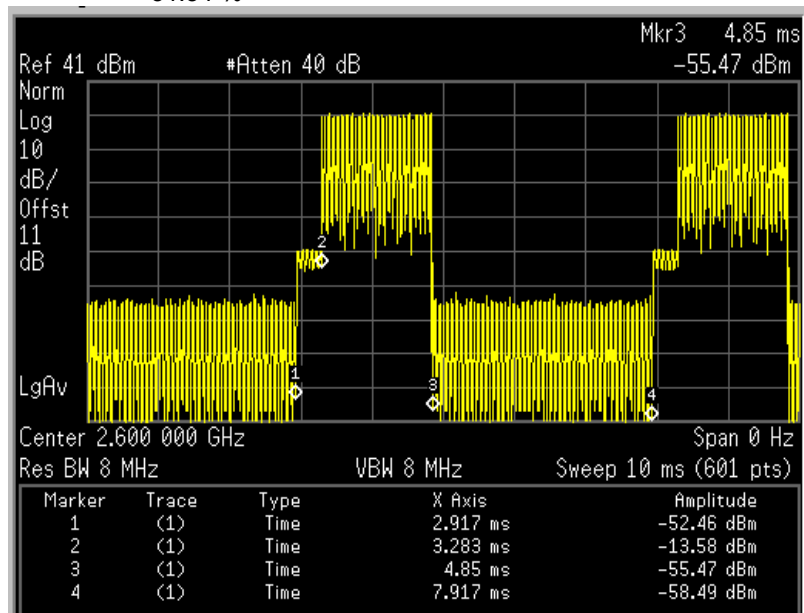 Mkr3 4.85 ms
Ref 41 dBm #Atten 40 dB -55.47 dBm
Norm
Log
10
dB/
Offst
11
dB
2
1
3
4
LgAv
Center 2.600 000 GHz Span 0 Hz
Res BW 8 MHz VBW 8 MHz Sweep 10 ms (601 pts)
Marker Trace Type X Axis Amplitude
1 (1) Time 2.917 ms -52.46 dBm
2 (1) Time 3.283 ms -13.58 dBm
3 (1) Time 4.85 ms -55.47 dBm
4 (1) Time 7.917 ms -58.49 dBm